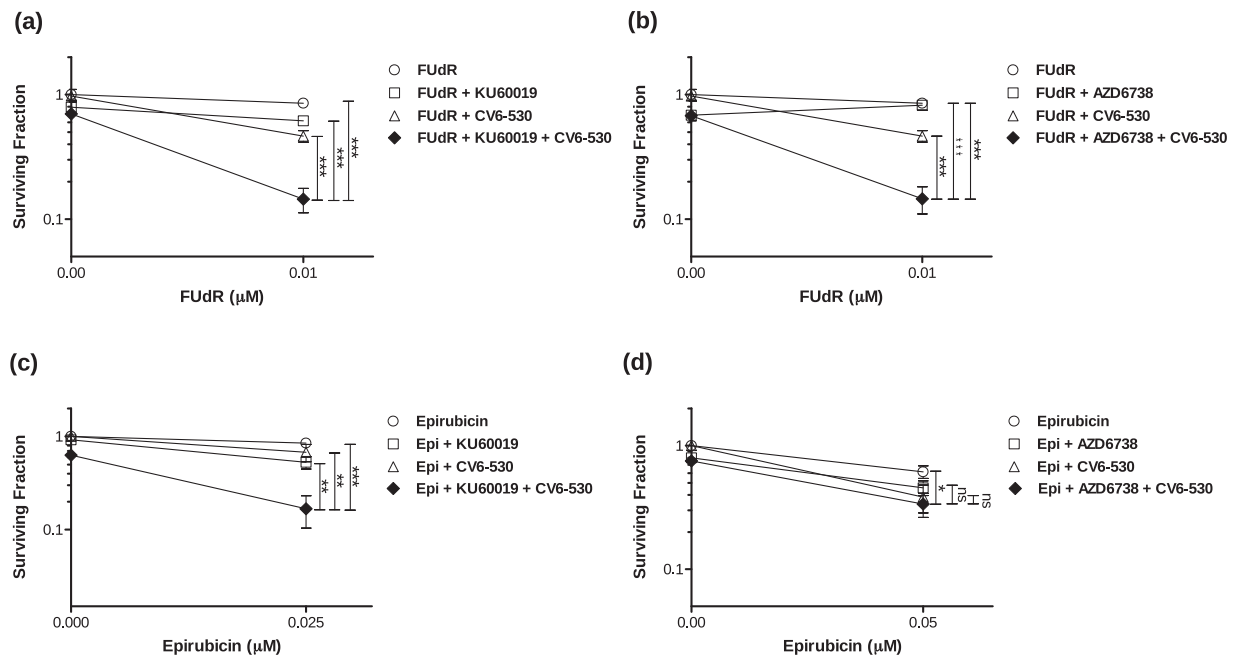 (a)
Surviving Fraction
1
0.1
0.00
0.01
FUdR (μM)
FUdR
FUdR + KU60019
FUdR + CV6-530
FUdR + KU60019 + CV6-530
***
***
***
(b)
Surviving Fraction
1
0.1
0.00
0.01
FUdR (μM)
FUdR
FUdR + AZD6738
FUdR + CV6-530
FUdR + AZD6738 + CV6-530
***
***
(c)
Surviving Fraction
1
0.1
0.000
0.025
Epirubicin (μM)
Epirubicin
Epi + KU60019
Epi + CV6-530
Epi + KU60019 + CV6-530
**
**
***
(d)
Surviving Fraction
1
0.1
0.00
0.05
Epirubicin (μM)
Epirubicin
Epi + AZD6738
Epi + CV6-530
Epi + AZD6738 + CV6-530
*
ns
ns